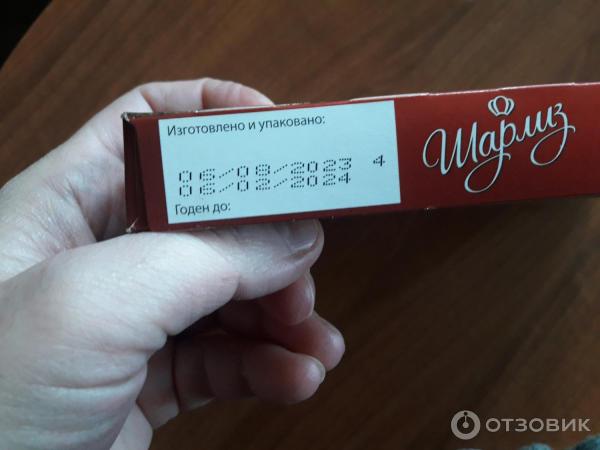 Изготовлено и упаковано:
06/08/2023 4
06/02/2024
Годен до:
Шарлиз
ОТЗОВИК